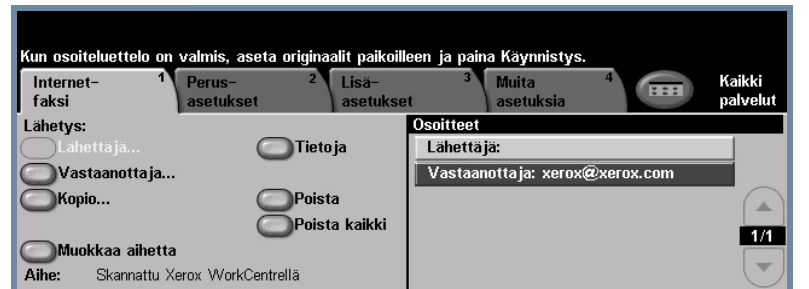 Kun osoiteluettelo on valmis, aseta originaalit paikoilleen ja paina Käynnistys.
Internet-faksi 1
Perus-asetukset 2
Lisä-asetukset 3
Muita asetuksia 4
Kaikki palvelut
Lähetys:
Lähettäjä...
Tietoja
Vastaanottaja...
Kopio...
Poista
Poista kaikki
Muokkaa aihetta
Aihe: Skannattu Xerox WorkCentrellä
Osoitteet
Lähettäjä:
Vastaanottaja: xerox@xerox.com
1/1